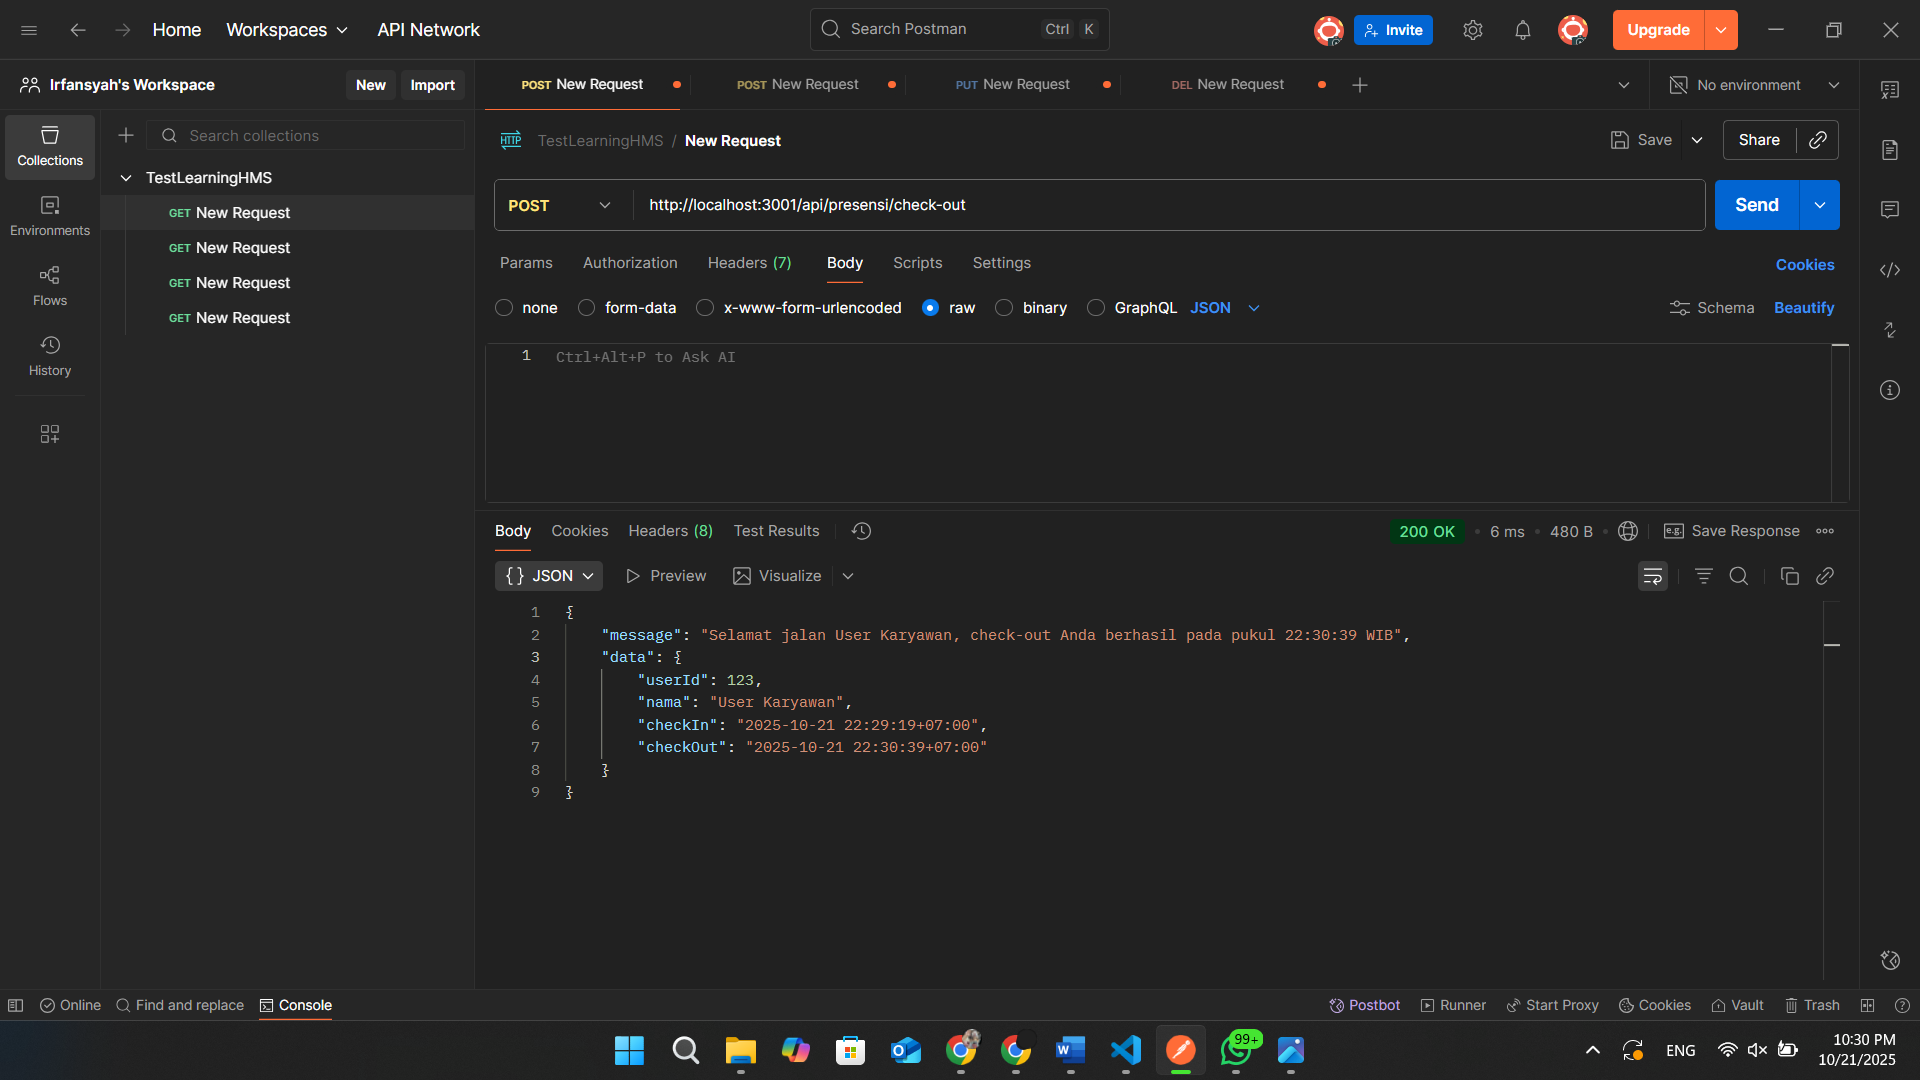 Home
Workspaces
API Network
Search Postman
Ctrl
K
Invite
Upgrade
Irfansyah's Workspace
New
Import
POST New Request
POST New Request
PUT New Request
DEL New Request
No environment
Collections
Environments
Flows
History
Search collections
TestLearningHMS
GET New Request
GET New Request
GET New Request
GET New Request
HTTP
TestLearningHMS / New Request
Save
Share
POST
http://localhost:3001/api/presensi/check-out
Send
Params
Authorization
Headers (7)
Body
Scripts
Settings
Cookies
none
form-data
x-www-form-urlencoded
raw
binary
GraphQL
JSON
Schema
Beautify
1
Ctrl+Alt+P to Ask AI
Body
Cookies
Headers (8)
Test Results
200 OK
6 ms
480 B
e.g.
Save Response
{} JSON
Preview
Visualize
1 {
2 "message": "Selamat jalan User Karyawan, check-out Anda berhasil pada pukul 22:30:39 WIB",
3 "data": {
4 "userId": 123,
5 "nama": "User Karyawan",
6 "checkIn": "2025-10-21 22:29:19+07:00",
7 "checkOut": "2025-10-21 22:30:39+07:00"
8 }
9 }
Online
Find and replace
Console
Postbot
Runner
Start Proxy
Cookies
Vault
Trash
99+
ENG
10:30 PM
10/21/2025